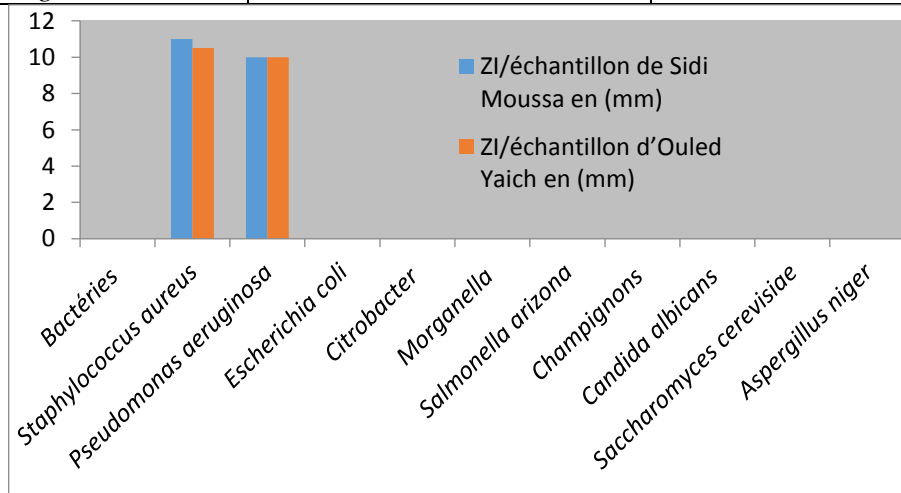 12
10
8
6
4
2
0
ZI/échantillon de Sidi
Moussa en (mm)
ZI/échantillon d’Ouled
Yaich en (mm)
Bactéries
Staphylococcus aureus
Pseudomonas aeruginosa
Escherichia coli
Citrobacter
Morganella
Salmonella arizona
Champignons
Candida albicans
Saccharomyces cerevisiae
Aspergillus niger